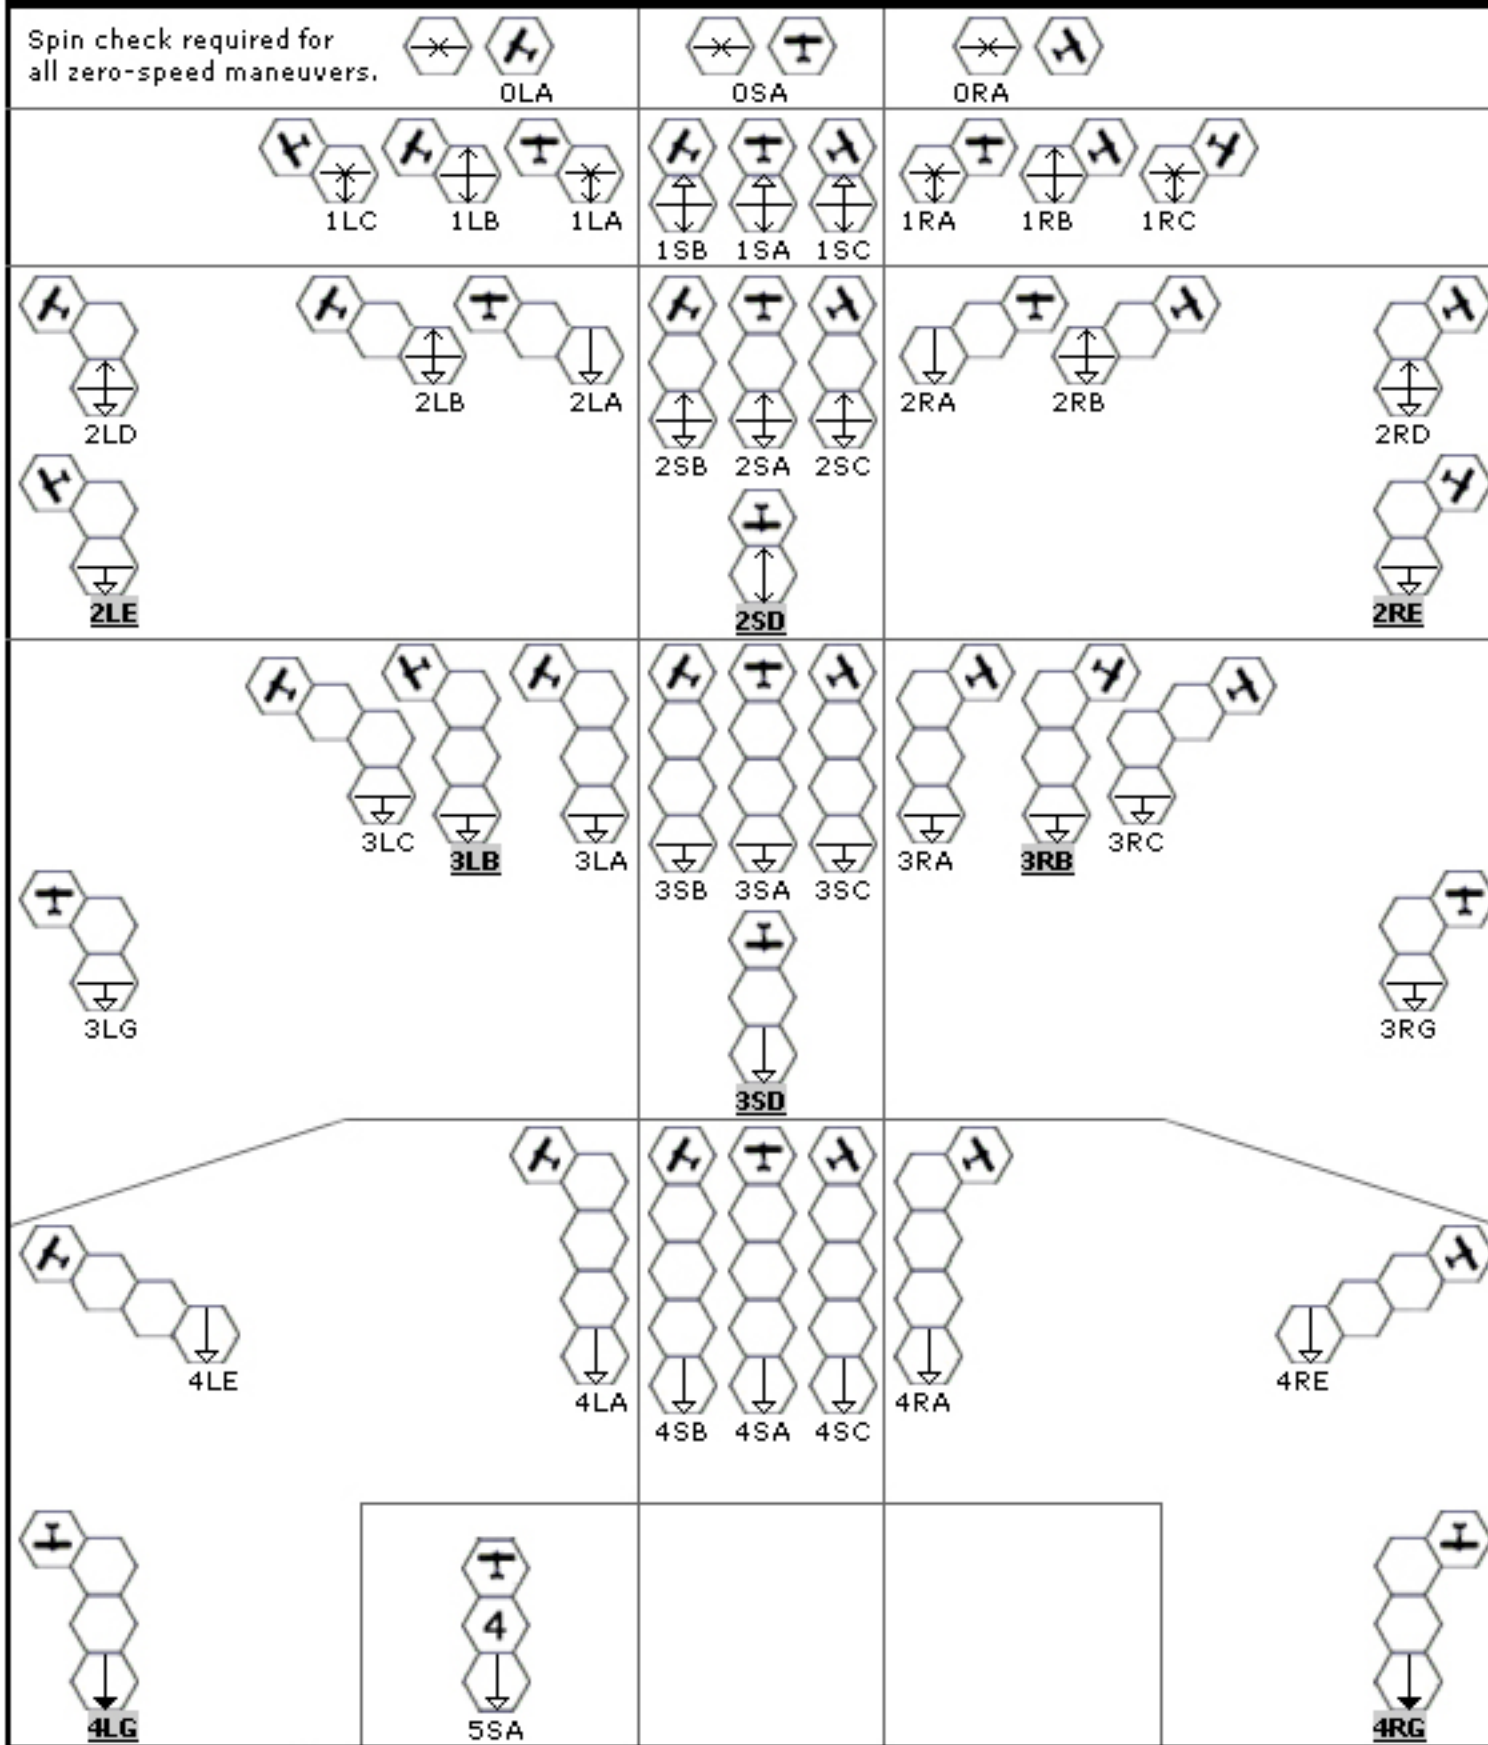 Spin check required for
all zero-speed maneuvers.
0LA 0SA 0RA
1LC 1LB 1LA 1RA 1RB 1RC
1SB 1SA 1SC
2LB 2LA 2RA 2RB
2LD 2RD
2SB 2SA 2SC
2LE 2SD 2RE
3LC 3RC
3LB 3LA 3RA 3RB
3SB 3SA 3SC
3LG 3RG
3SD
4LE 4RE
4LA 4RA
4SB 4SA 4SC
4
4LG 5SA 4RG